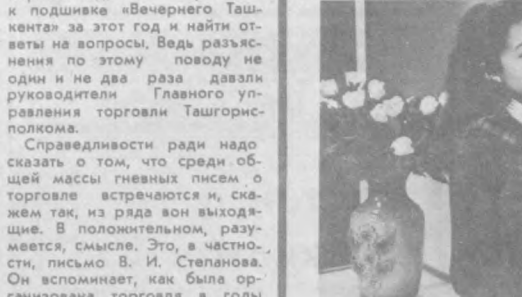 к подшивке «Вечернего Таш-
кента» за этот год и найти от-
веты на вопросы. Ведь разъяс-
нения по этому поводу не
один и не два раза давали
руководители Главного уп-
равления торговли Ташгорис-
полкома.
Справедливости ради надо
сказать о том, что среди об-
щей массы гневных писем о
торговле встречаются и, ска-
жем так, из ряда вон выходя-
щие. В положительном, разу-
меется, смысле. Это, в частно-
сти, письмо В. И. Степанова.
Он вспоминает, как была ор-
ганизована торговля в годы